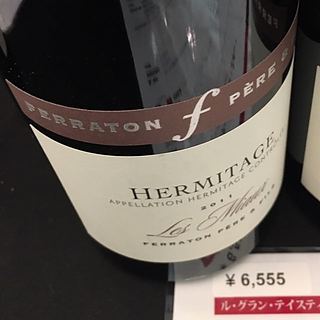 FERRATON f PÈRE &
HERMITAGE
APPELLATION HERMITAGE CONTRÔLÉE
2011
Les Miaux
FERRATON PÈRE & FILS
¥ 6,555
ル・グラン・テイスティ